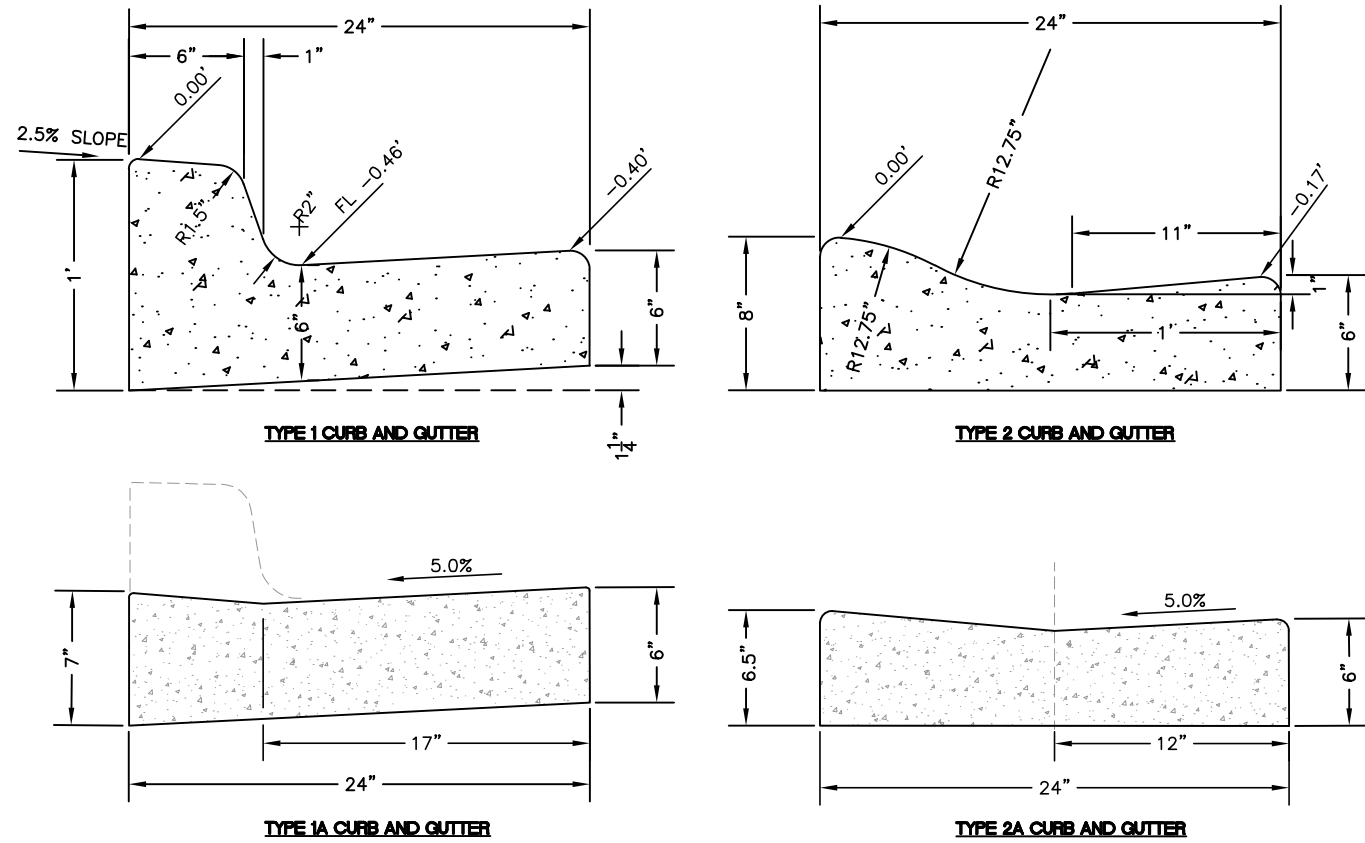 24"
6"
1"
0.00'
2.5% SLOPE
FL -0.46'
R2"
-0.40'
R1.5"
1'
6"
6"
1 1/4"
TYPE 1 CURB AND GUTTER
24"
R12.75"
0.00'
-0.17'
11"
1"
8"
R12.75"
1'
6"
TYPE 2 CURB AND GUTTER
5.0%
7"
6"
17"
24"
TYPE 1A CURB AND GUTTER
5.0%
6.5"
6"
12"
24"
TYPE 2A CURB AND GUTTER